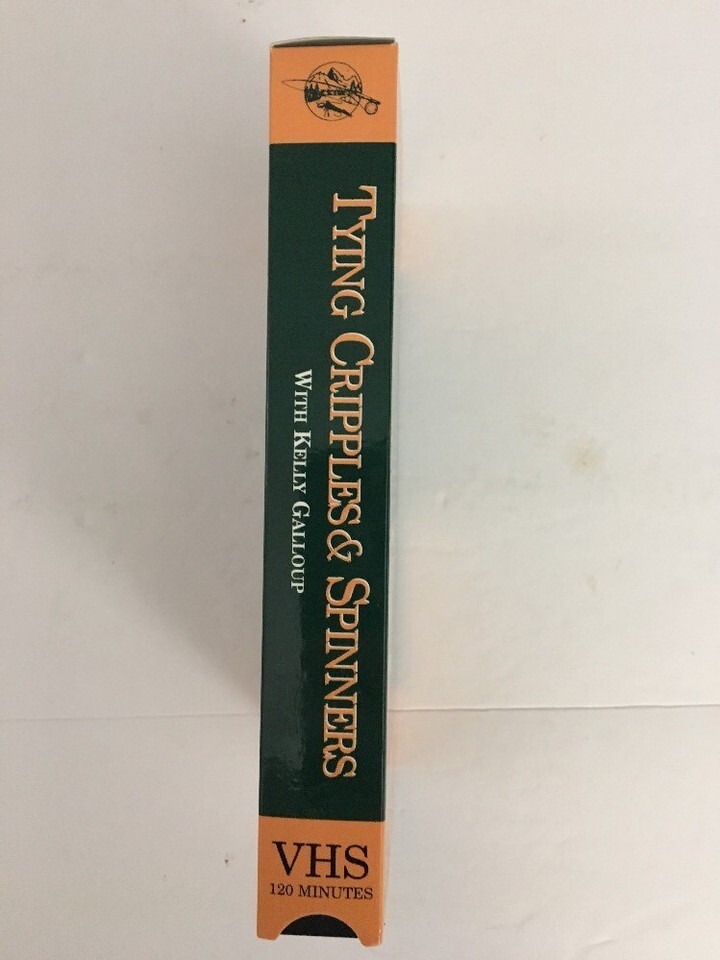 TYING CRIPPLES & SPINNERS
WITH KELLY GALLOUP
VHS
120 MINUTES